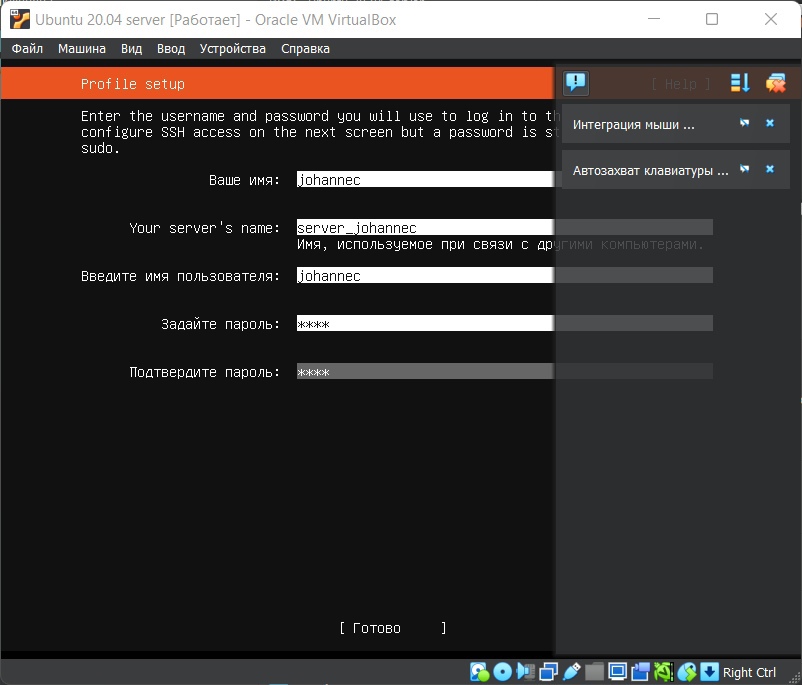 Ubuntu 20.04 server [Работает] - Oracle VM VirtualBox
Файл Машина Вид Ввод Устройства Справка
Profile setup [ Help ]
Enter the username and password you will use to log in to th
configure SSH access on the next screen but a password is st
sudo.
Интеграция мыши ...
Автозахват клавиатуры ...
Ваше имя: johannec
Your server's name: server_johannec
Имя, используемое при связи с другими компьютерами.
Введите имя пользователя: johannec
Задайте пароль: ****
Подтвердите пароль: ****
[ Готово ]
Right Ctrl